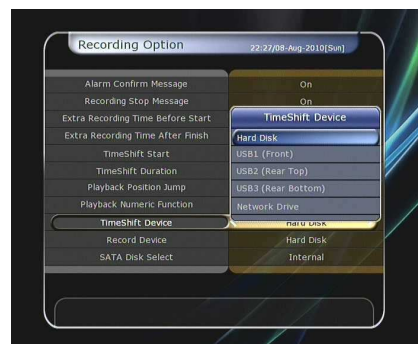 Recording Option
22:27/08-Aug-2010[Sun]
Alarm Confirm Message On
Recording Stop Message On
Extra Recording Time Before Start
Extra Recording Time After Finish
TimeShift Start
TimeShift Duration
Playback Position Jump
Playback Numeric Function
TimeShift Device Hard Disk
Record Device Hard Disk
SATA Disk Select Internal
TimeShift Device
Hard Disk
USB1 (Front)
USB2 (Rear Top)
USB3 (Rear Bottom)
Network Drive